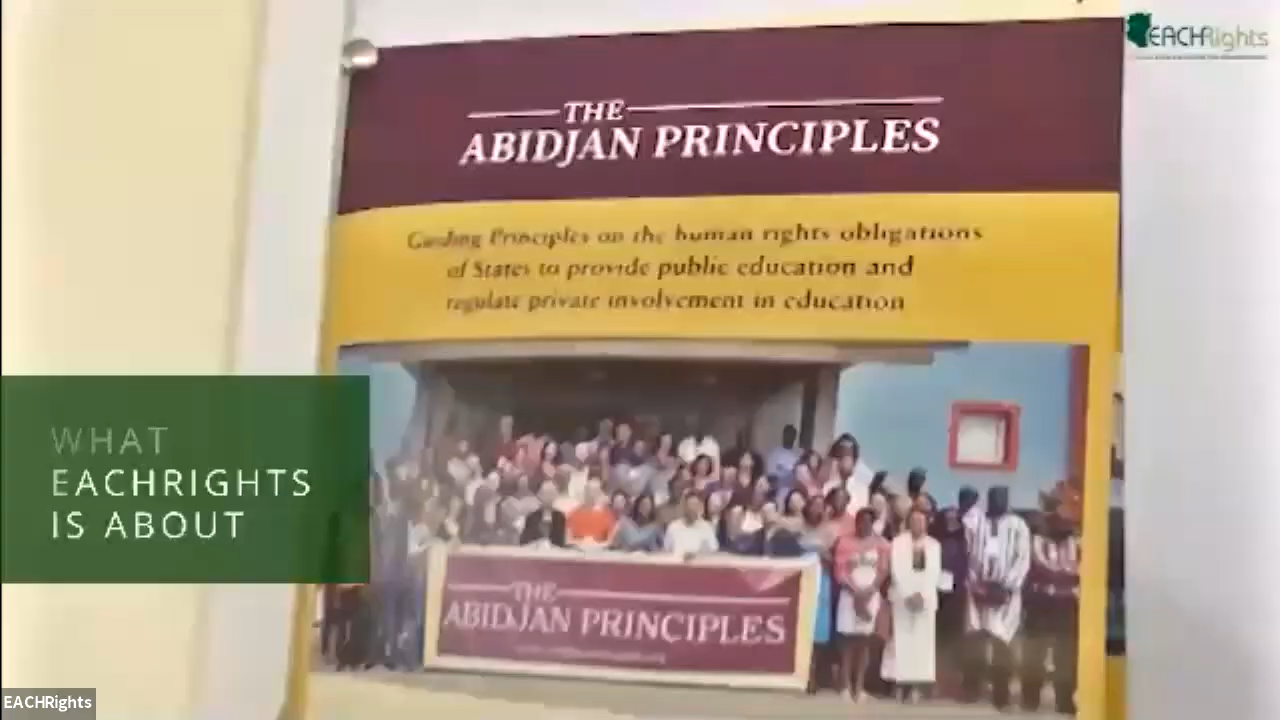 EACHRights
THE
ABIDJAN PRINCIPLES
Guiding Principles on the human rights obligations
of States to provide public education and
regulate private involvement in education
WHAT
EACHRIGHTS
IS ABOUT
THE
ABIDJAN PRINCIPLES
EACHRights